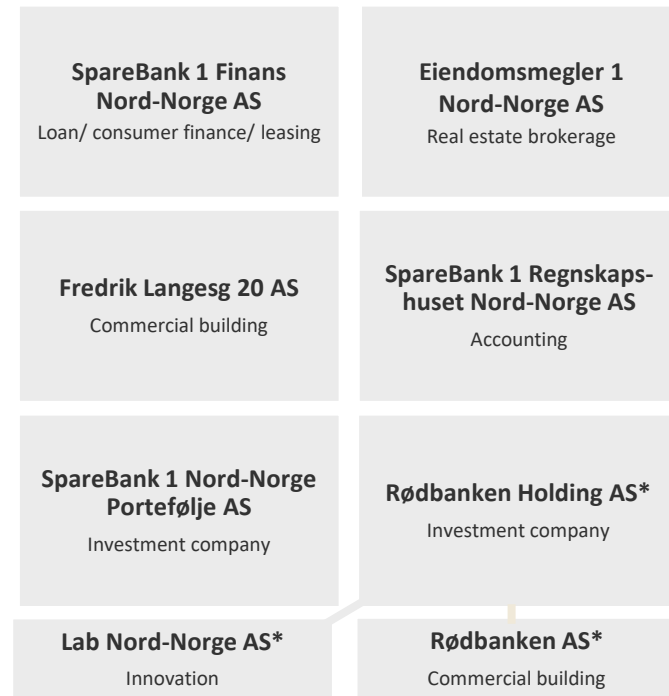 SpareBank 1 Finans
Nord-Norge AS
Loan/ consumer finance/ leasing
Eiendomsmegler 1
Nord-Norge AS
Real estate brokerage
Fredrik Langesg 20 AS
Commercial building
SpareBank 1 Regnskaps-
huset Nord-Norge AS
Accounting
SpareBank 1 Nord-Norge
Portefølje AS
Investment company
Rødbanken Holding AS*
Investment company
Lab Nord-Norge AS*
Innovation
Rødbanken AS*
Commercial building